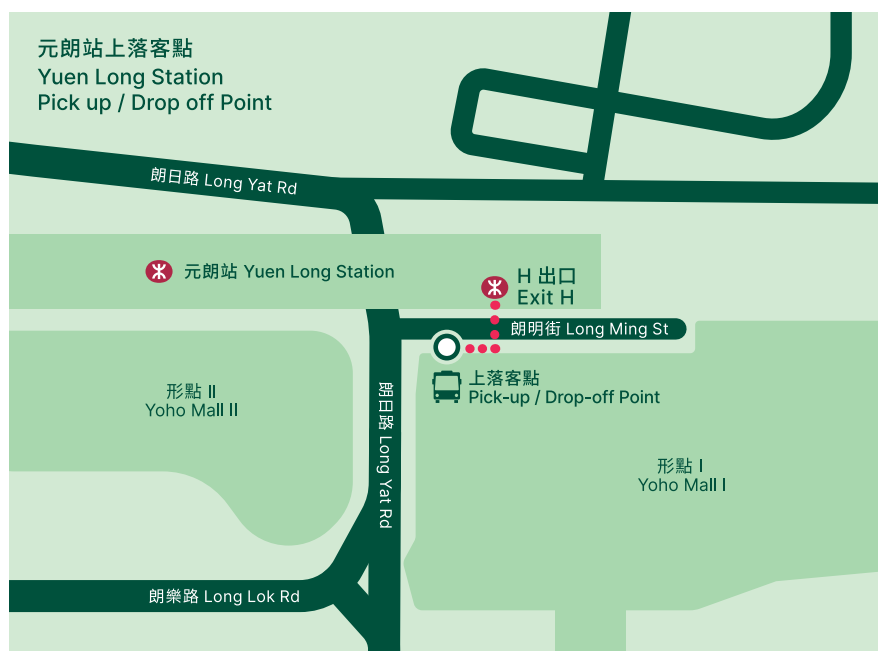 元朗站上落客點
Yuen Long Station
Pick up / Drop off Point
朗日路 Long Yat Rd
元朗站 Yuen Long Station
H 出口
Exit H
朗明街 Long Ming St
上落客點
Pick-up / Drop-off Point
形點 II
Yoho Mall II
朗日路 Long Yat Rd
形點 I
Yoho Mall I
朗樂路 Long Lok Rd